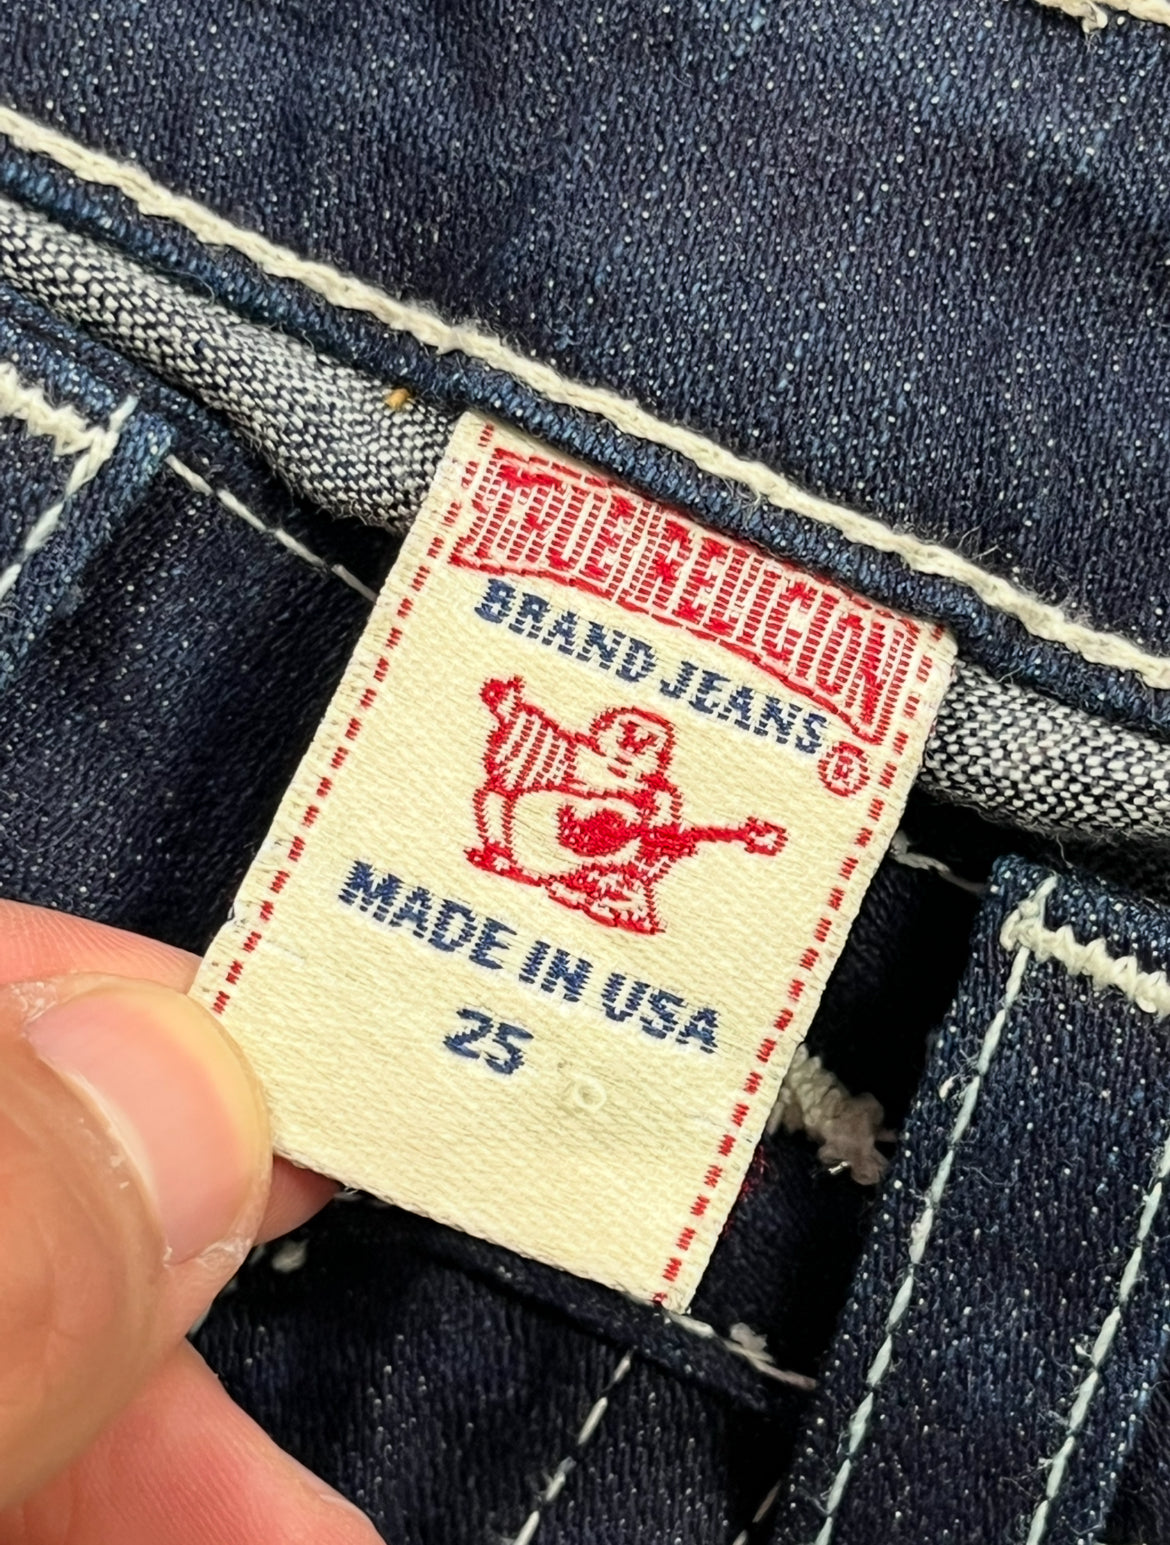 TRUE RELIGION
BRAND JEANS
®
MADE IN USA
25